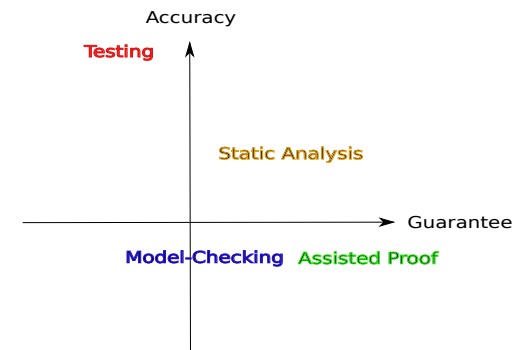 Accuracy
Testing
Static Analysis
Guarantee
Model-Checking
Assisted Proof